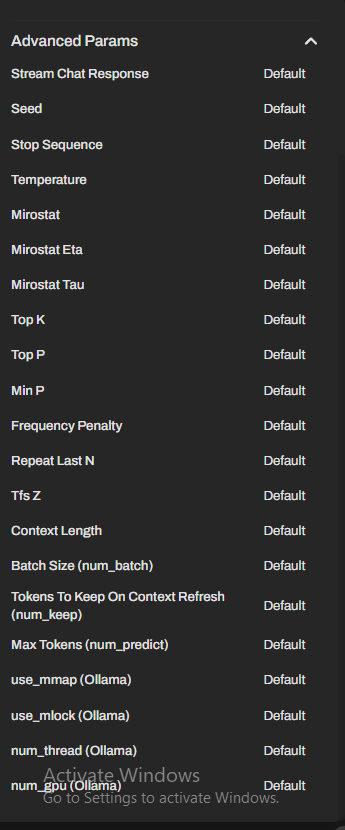 Advanced Params
Stream Chat Response Default
Seed Default
Stop Sequence Default
Temperature Default
Mirostat Default
Mirostat Eta Default
Mirostat Tau Default
Top K Default
Top P Default
Min P Default
Frequency Penalty Default
Repeat Last N Default
Tfs Z Default
Context Length Default
Batch Size (num_batch) Default
Tokens To Keep On Context Refresh
(num_keep) Default
Max Tokens (num_predict) Default
use_mmap (Ollama) Default
use_mlock (Ollama) Default
num_thread (Ollama) Default
Activate Windows
num_gpu (Ollama) Default
Go to Settings to activate Windows.